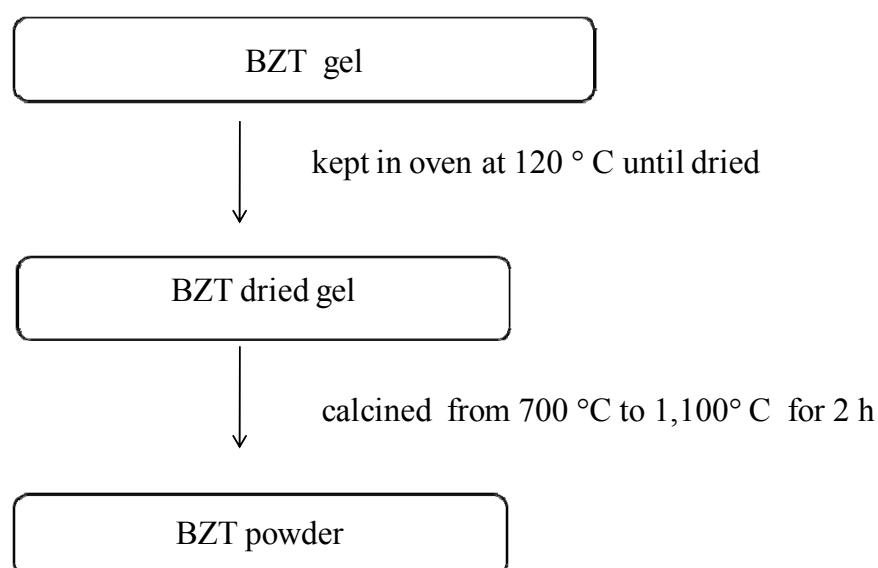 BZT gel
kept in oven at 120 ° C until dried
BZT dried gel
calcined from 700 °C to 1,100° C for 2 h
BZT powder